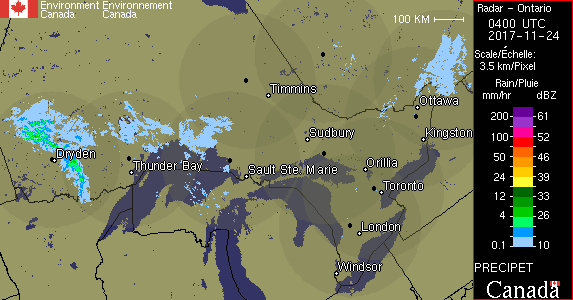 Environment Environnement
Canada Canada
100 KM
Radar - Ontario
0400 UTC
2017-11-24
Scale/Échelle:
3.5 km/Pixel
Rain/Pluie
mm/hr dBZ
200 61
100 52
50 46
24 39
12 33
4 26
0.1 10
PRECIPET
Canada
Timmins
Ottawa
Sudbury
Kingston
Dryden
Thunder Bay
Sault Ste. Marie
Orillia
Toronto
London
Windsor